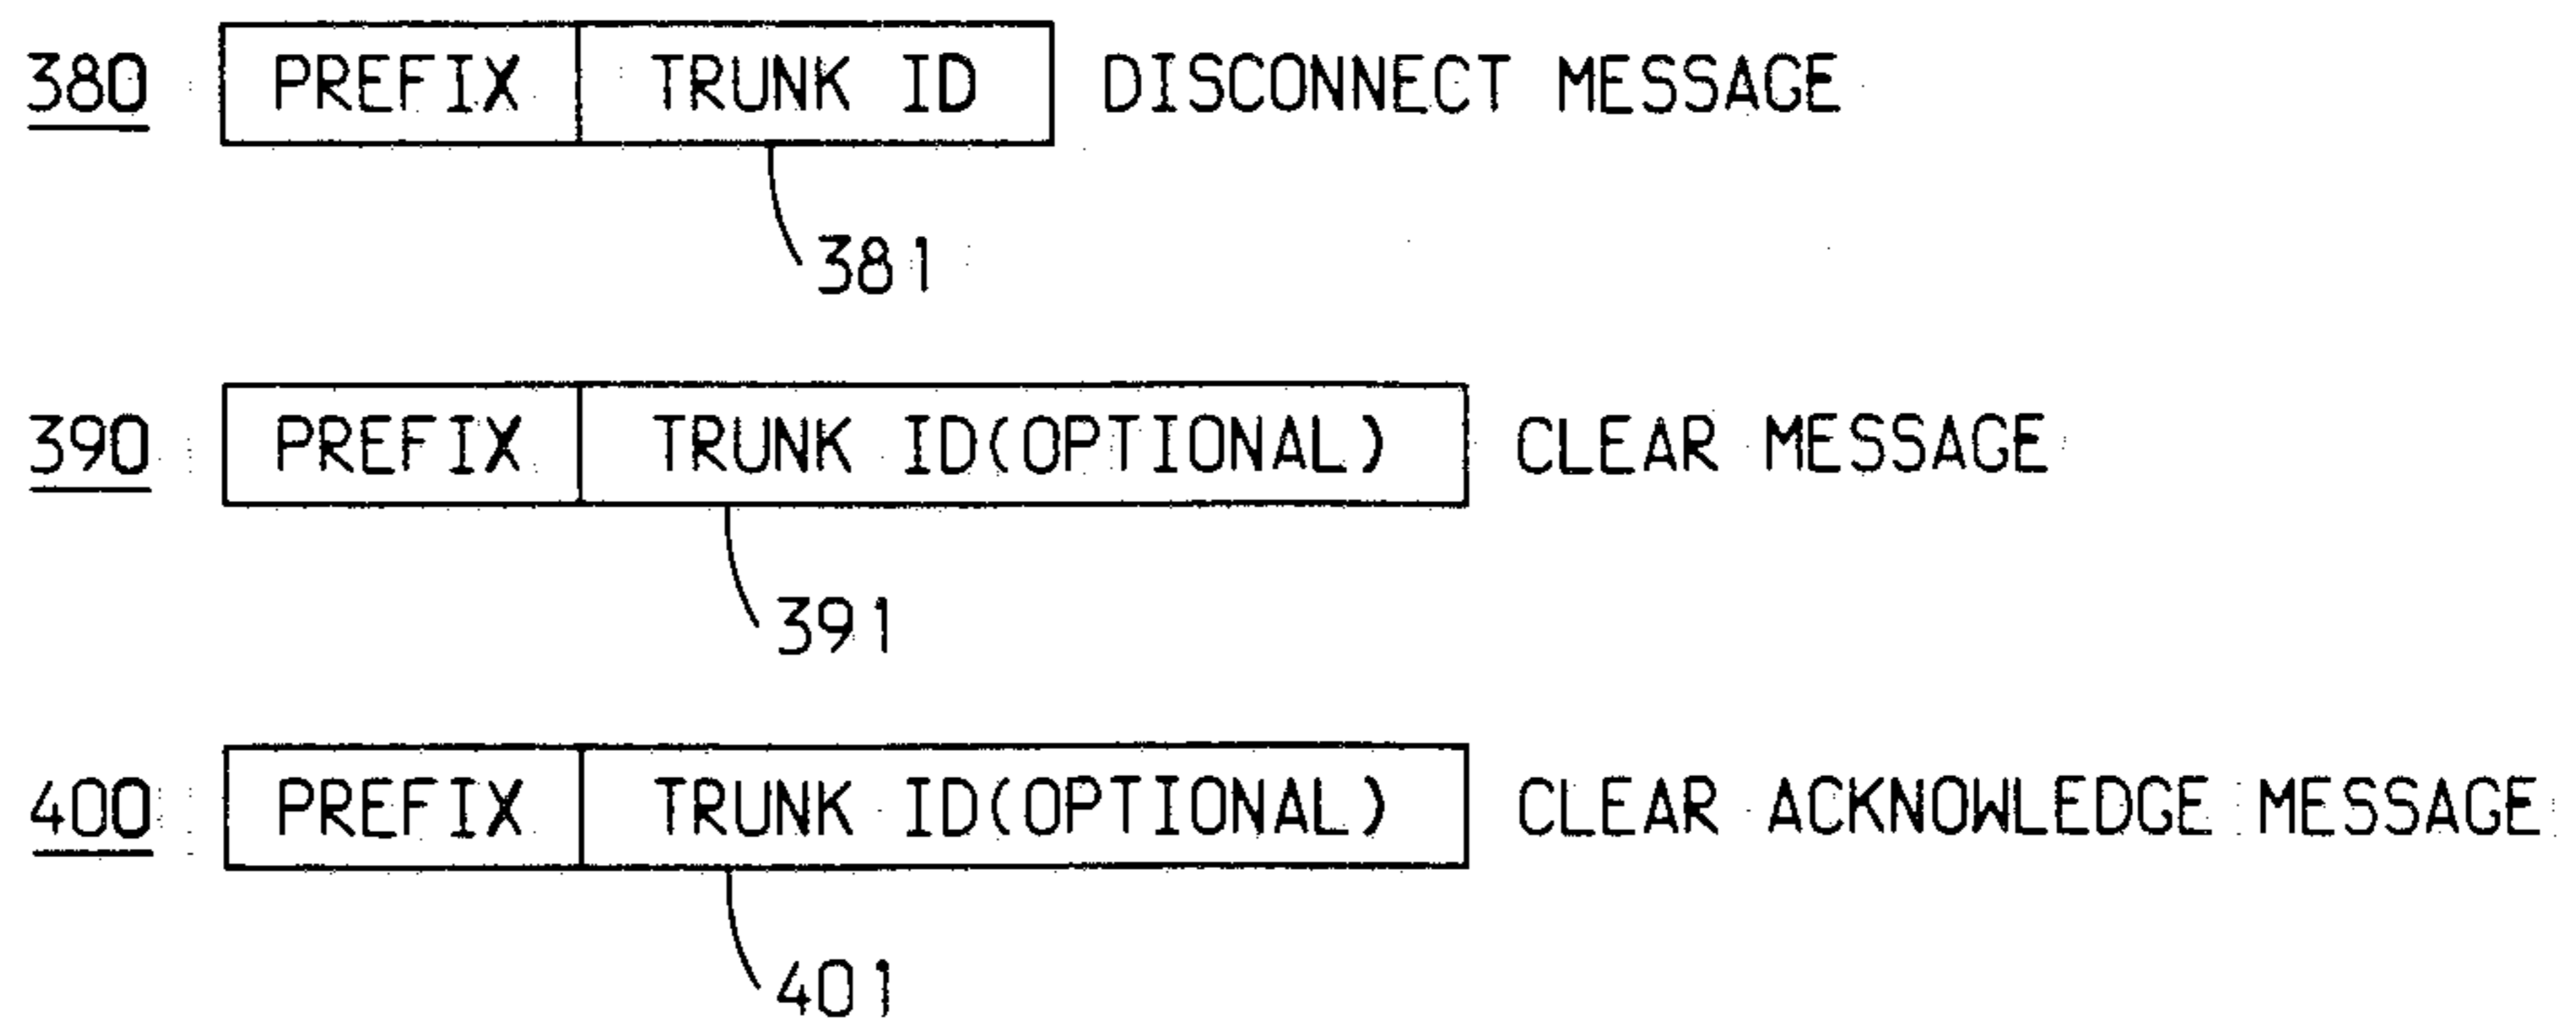 380 PREFIX TRUNK ID DISCONNECT MESSAGE
381
390 PREFIX TRUNK ID(OPTIONAL) CLEAR MESSAGE
391
400 PREFIX TRUNK ID(OPTIONAL) CLEAR ACKNOWLEDGE MESSAGE
401